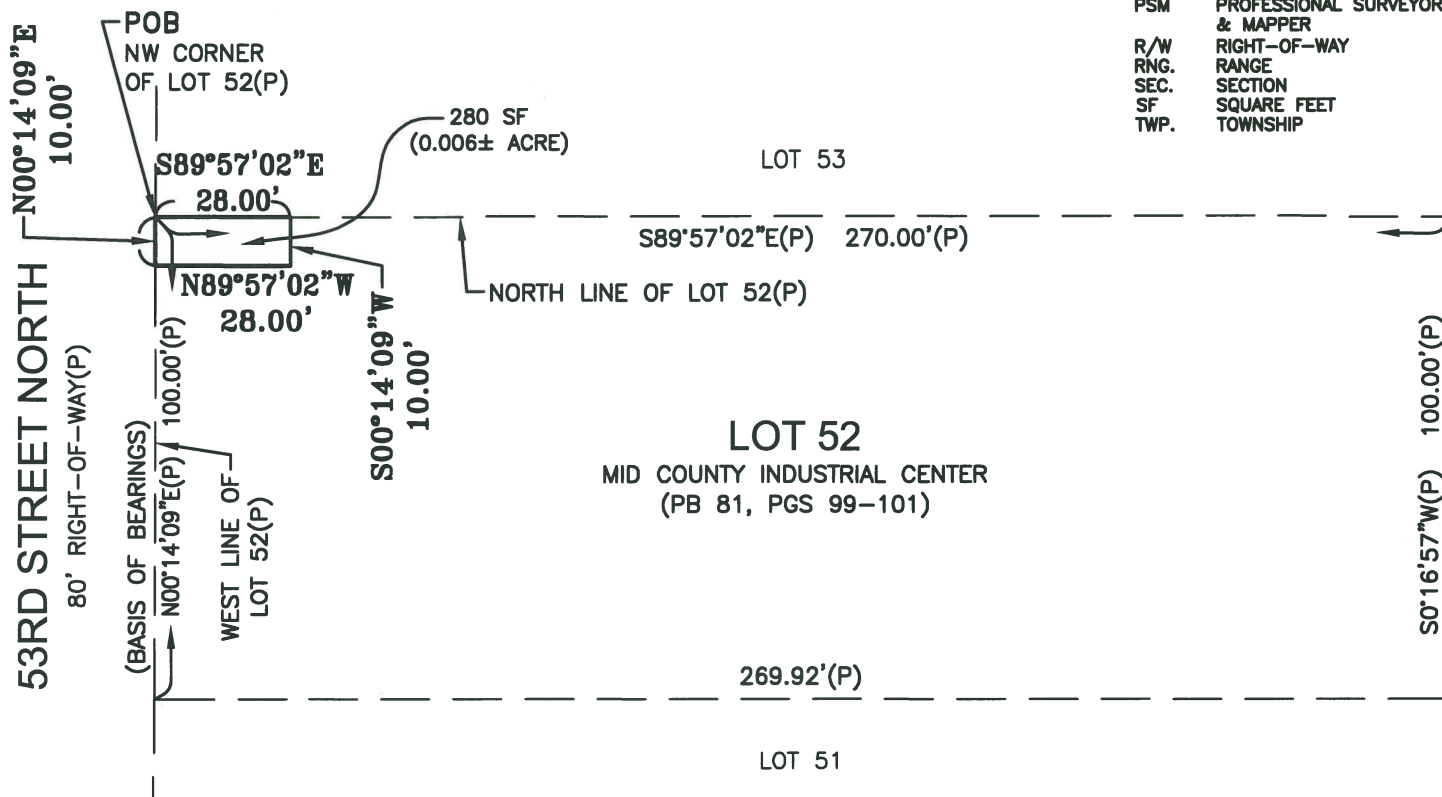 PSM PROFESSIONAL SURVEYOR
& MAPPER
R/W RIGHT-OF-WAY
RNG. RANGE
SEC. SECTION
SF SQUARE FEET
TWP. TOWNSHIP
POB
NW CORNER
OF LOT 52(P)
N00°14'09"E
10.00'
280 SF
(0.006± ACRE)
LOT 53
S89°57'02"E
28.00'
S89°57'02"E(P) 270.00'(P)
NORTH LINE OF LOT 52(P)
N89°57'02"W
28.00'
S00°14'09"W
10.00'
53RD STREET NORTH
80' RIGHT-OF-WAY(P)
(BASIS OF BEARINGS)
N00°14'09"E(P) 100.00'(P)
WEST LINE OF
LOT 52(P)
LOT 52
MID COUNTY INDUSTRIAL CENTER
(PB 81, PGS 99-101)
S0°16'57"W(P) 100.00'(P)
269.92'(P)
LOT 51